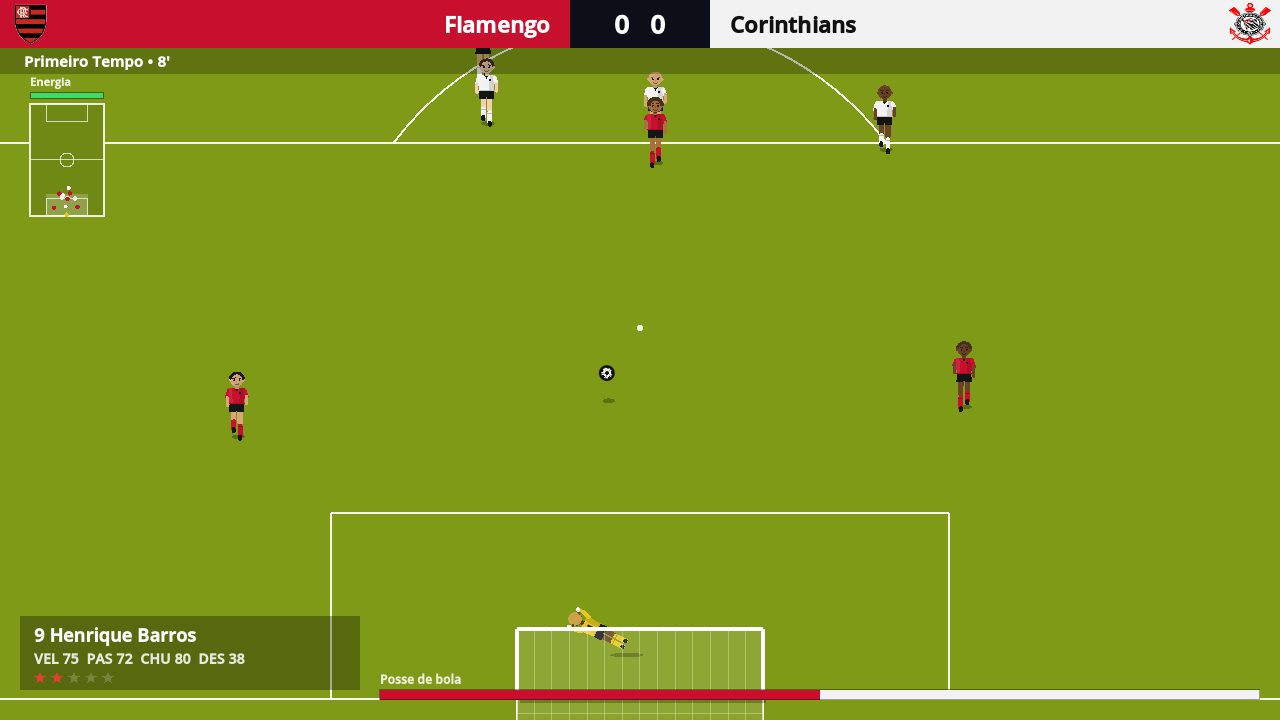 Flamengo 0 0 Corinthians
Primeiro Tempo • 8'
Energia
9 Henrique Barros
VEL 75 PAS 72 CHU 80 DES 38
Posse de bola